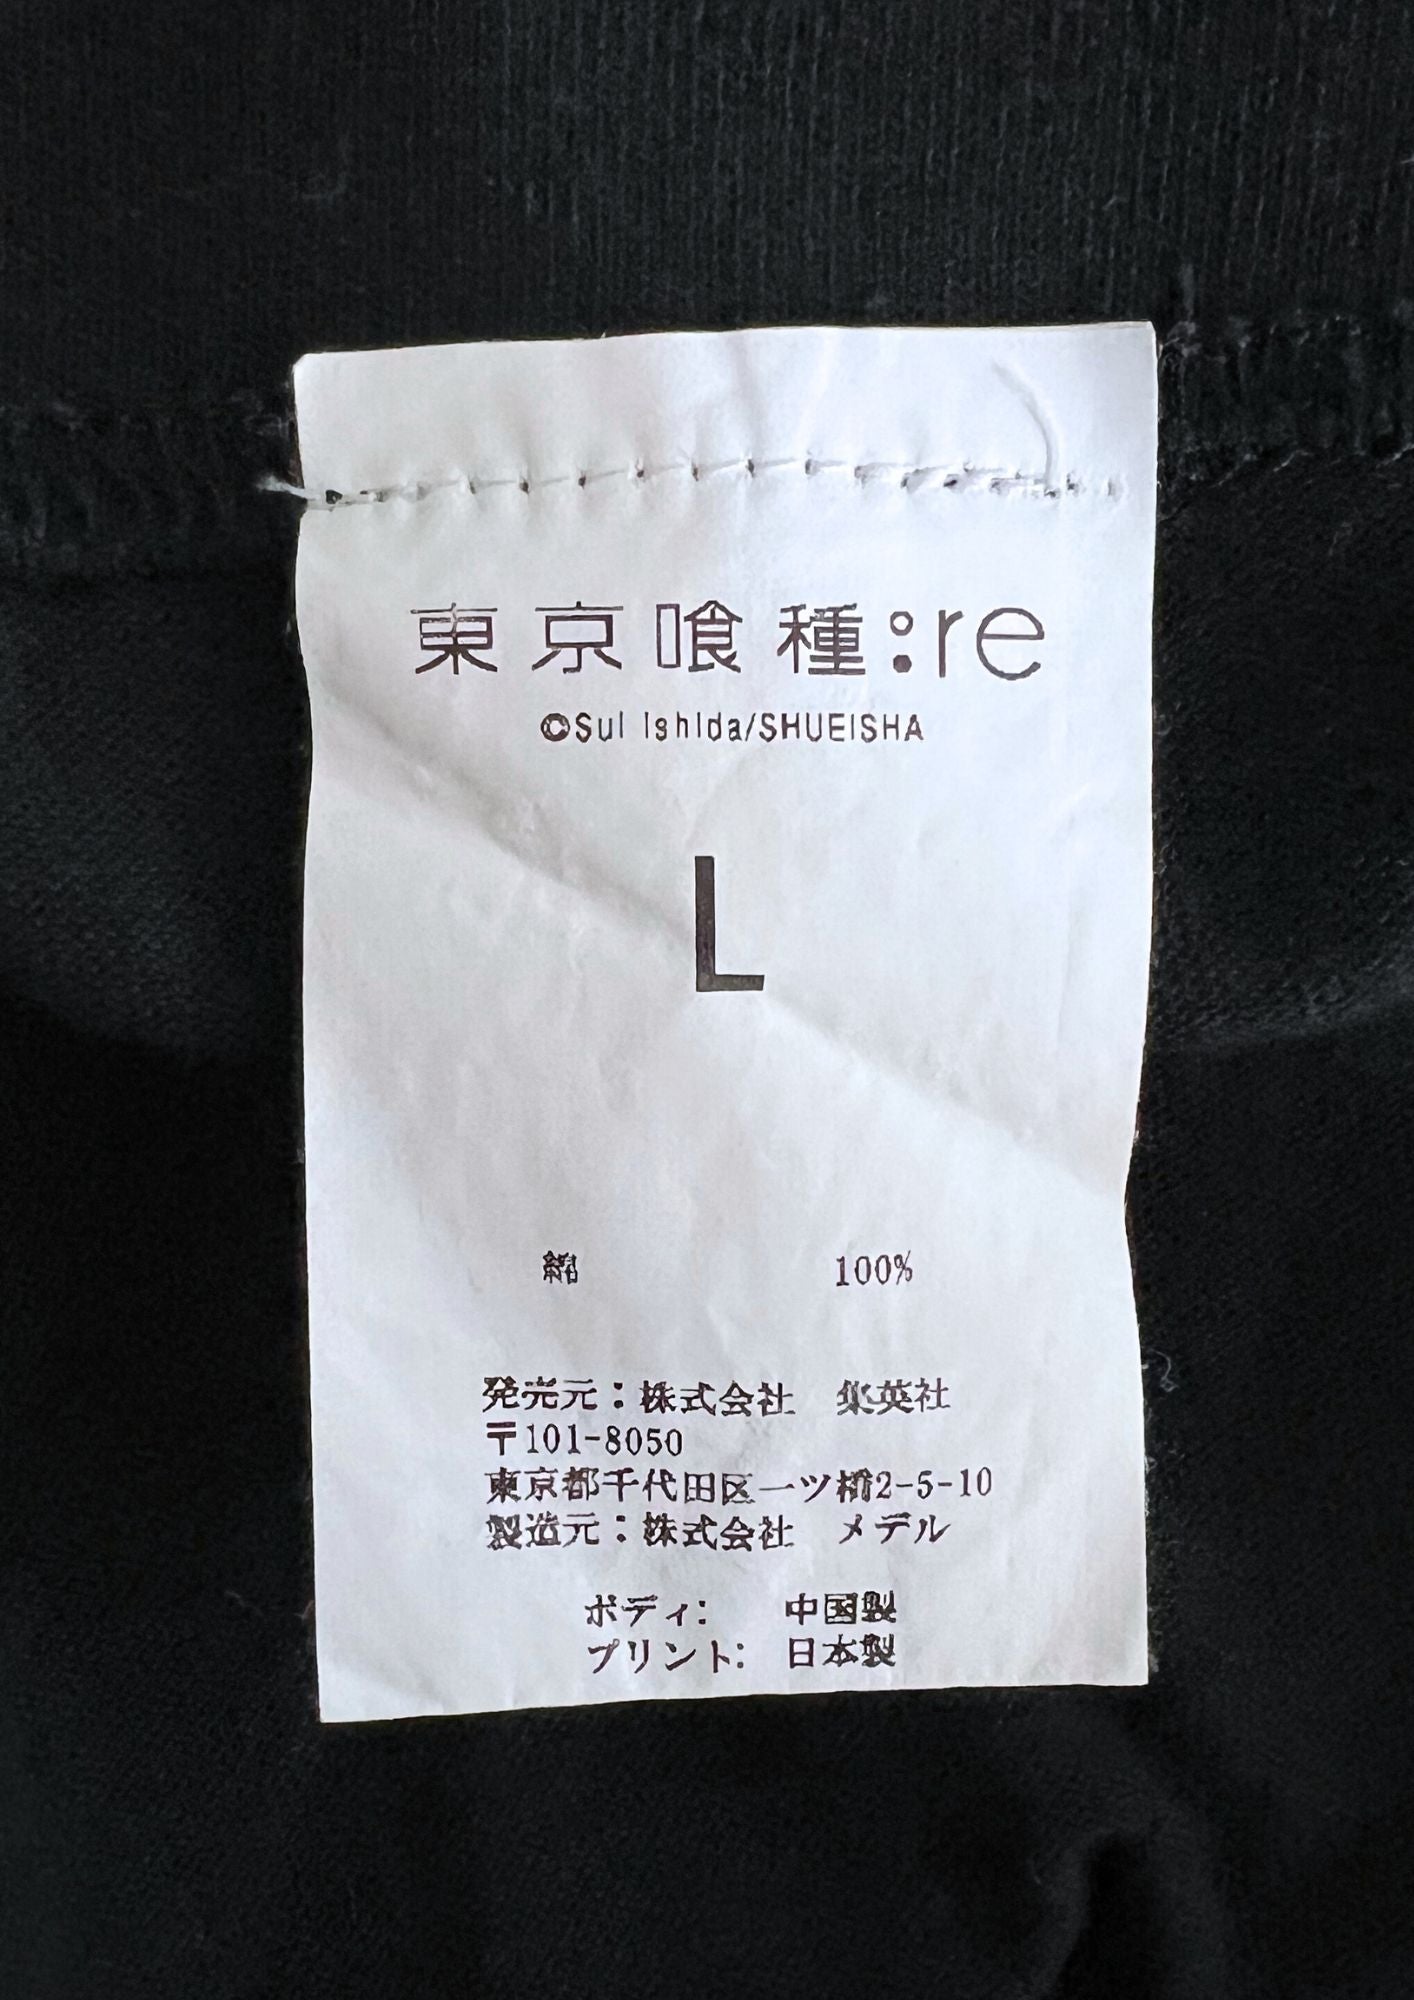 東京喰種:re
©Sui Ishida/SHUEISHA
L
綿 100%
発売元：株式会社 集英社
〒101-8050
東京都千代田区一ツ橋2-5-10
製造元：株式会社 メデル
ボディ: 中国製
プリント: 日本製